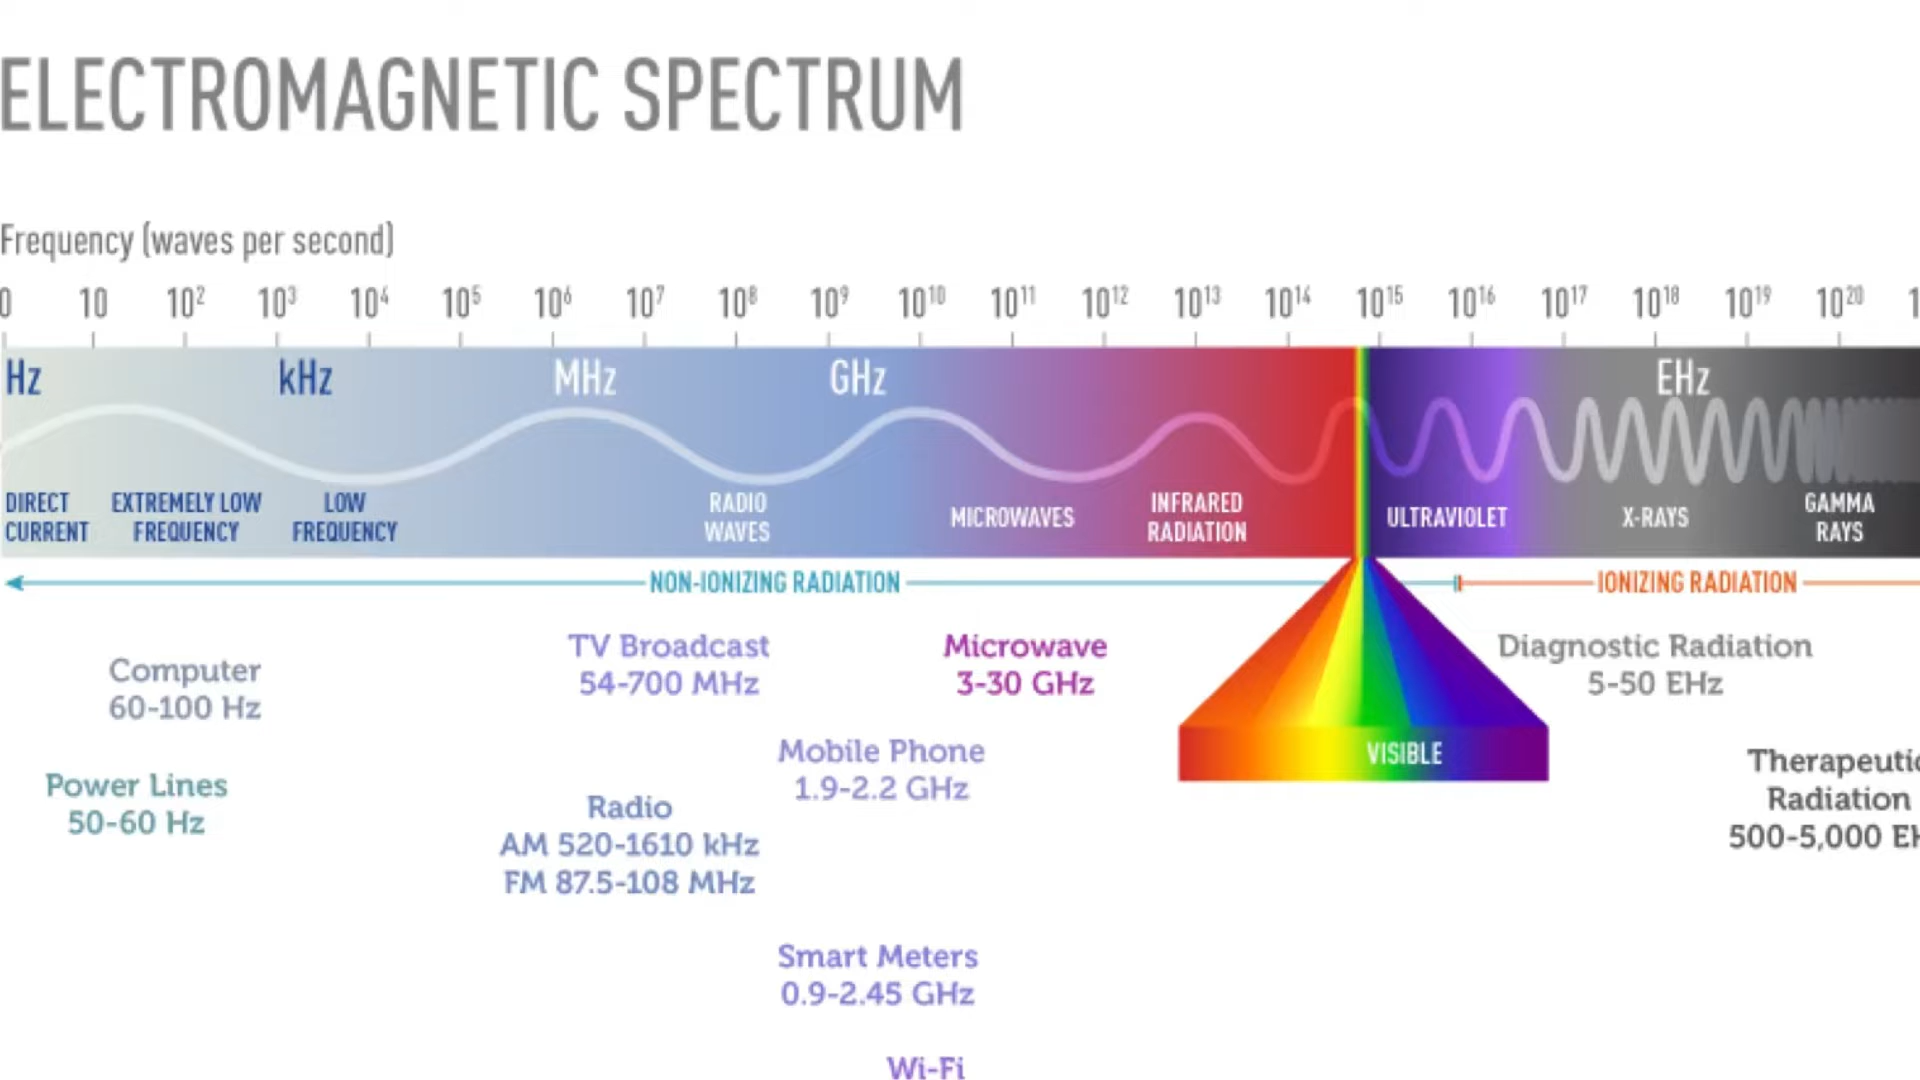 ELECTROMAGNETIC SPECTRUM
Frequency (waves per second)
0 10 10² 10³ 10⁴ 10⁵ 10⁶ 10⁷ 10⁸ 10⁹ 10¹⁰ 10¹¹ 10¹² 10¹³ 10¹⁴ 10¹⁵ 10¹⁶ 10¹⁷ 10¹⁸ 10¹⁹ 10²⁰
Hz kHz MHz GHz EHz
DIRECT
CURRENT
EXTREMELY LOW
FREQUENCY
LOW
FREQUENCY
RADIO
WAVES
MICROWAVES
INFRARED
RADIATION
ULTRAVIOLET
X-RAYS
GAMMA
RAYS
NON-IONIZING RADIATION
IONIZING RADIATION
Computer
60-100 Hz
Power Lines
50-60 Hz
TV Broadcast
54-700 MHz
Radio
AM 520-1610 kHz
FM 87.5-108 MHz
Mobile Phone
1.9-2.2 GHz
Smart Meters
0.9-2.45 GHz
Wi-Fi
Microwave
3-30 GHz
VISIBLE
Diagnostic Radiation
5-50 EHz
Radiation
500-5,000